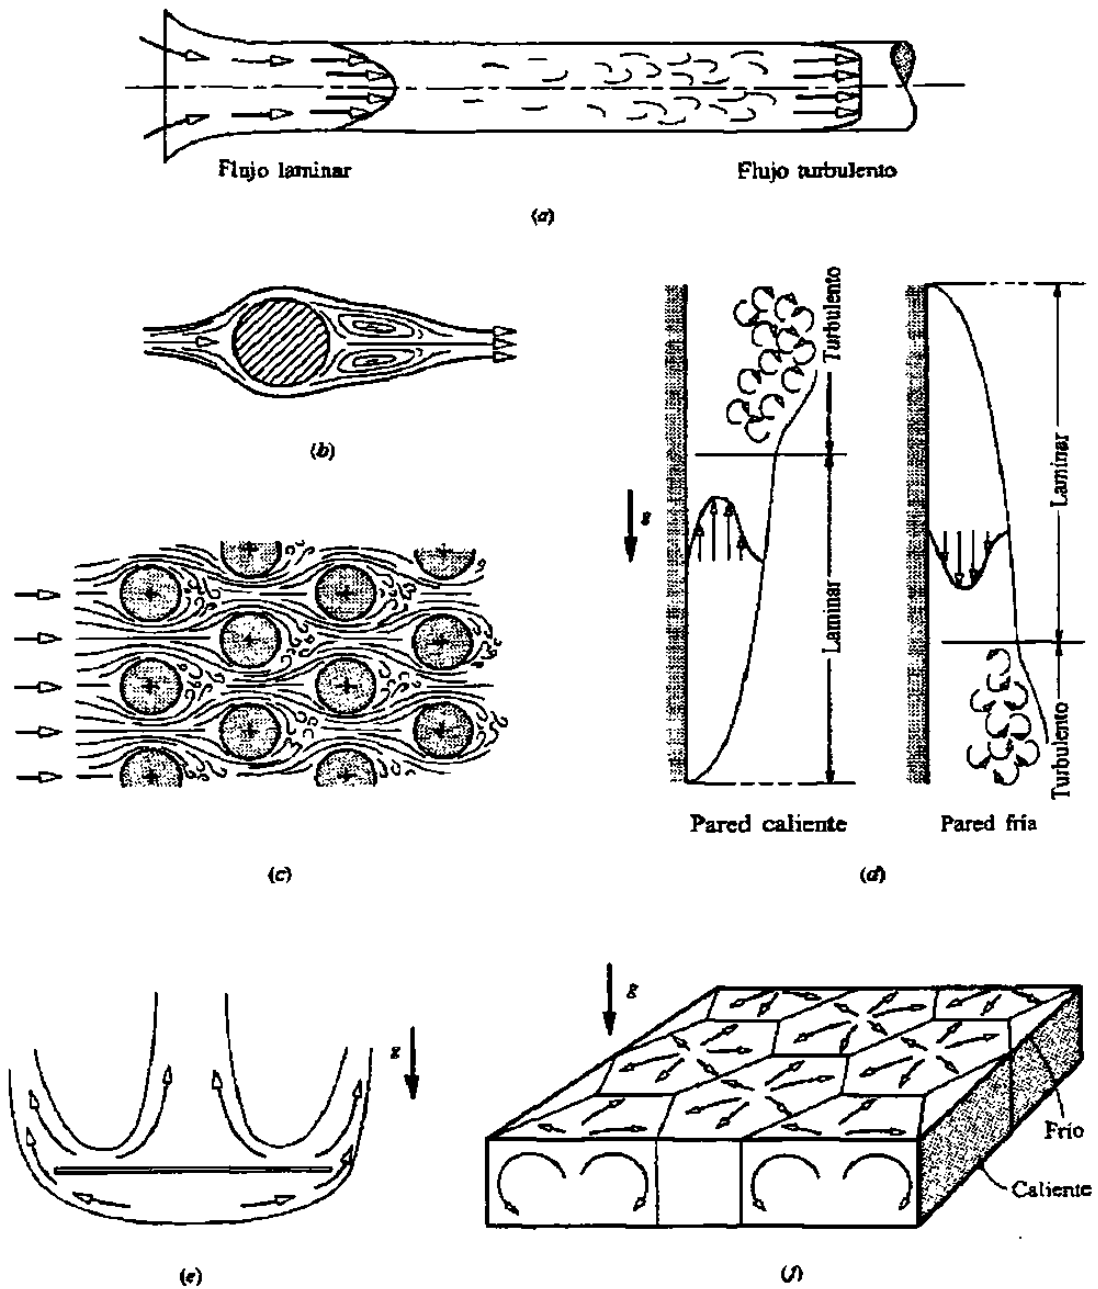 Flujo laminar
Flujo turbulento
(a)
(b)
(c)
g
Turbulento
Laminar
Pared caliente
Laminar
Turbulento
Pared fría
(d)
g
(e)
g
Frío
Caliente
(f)